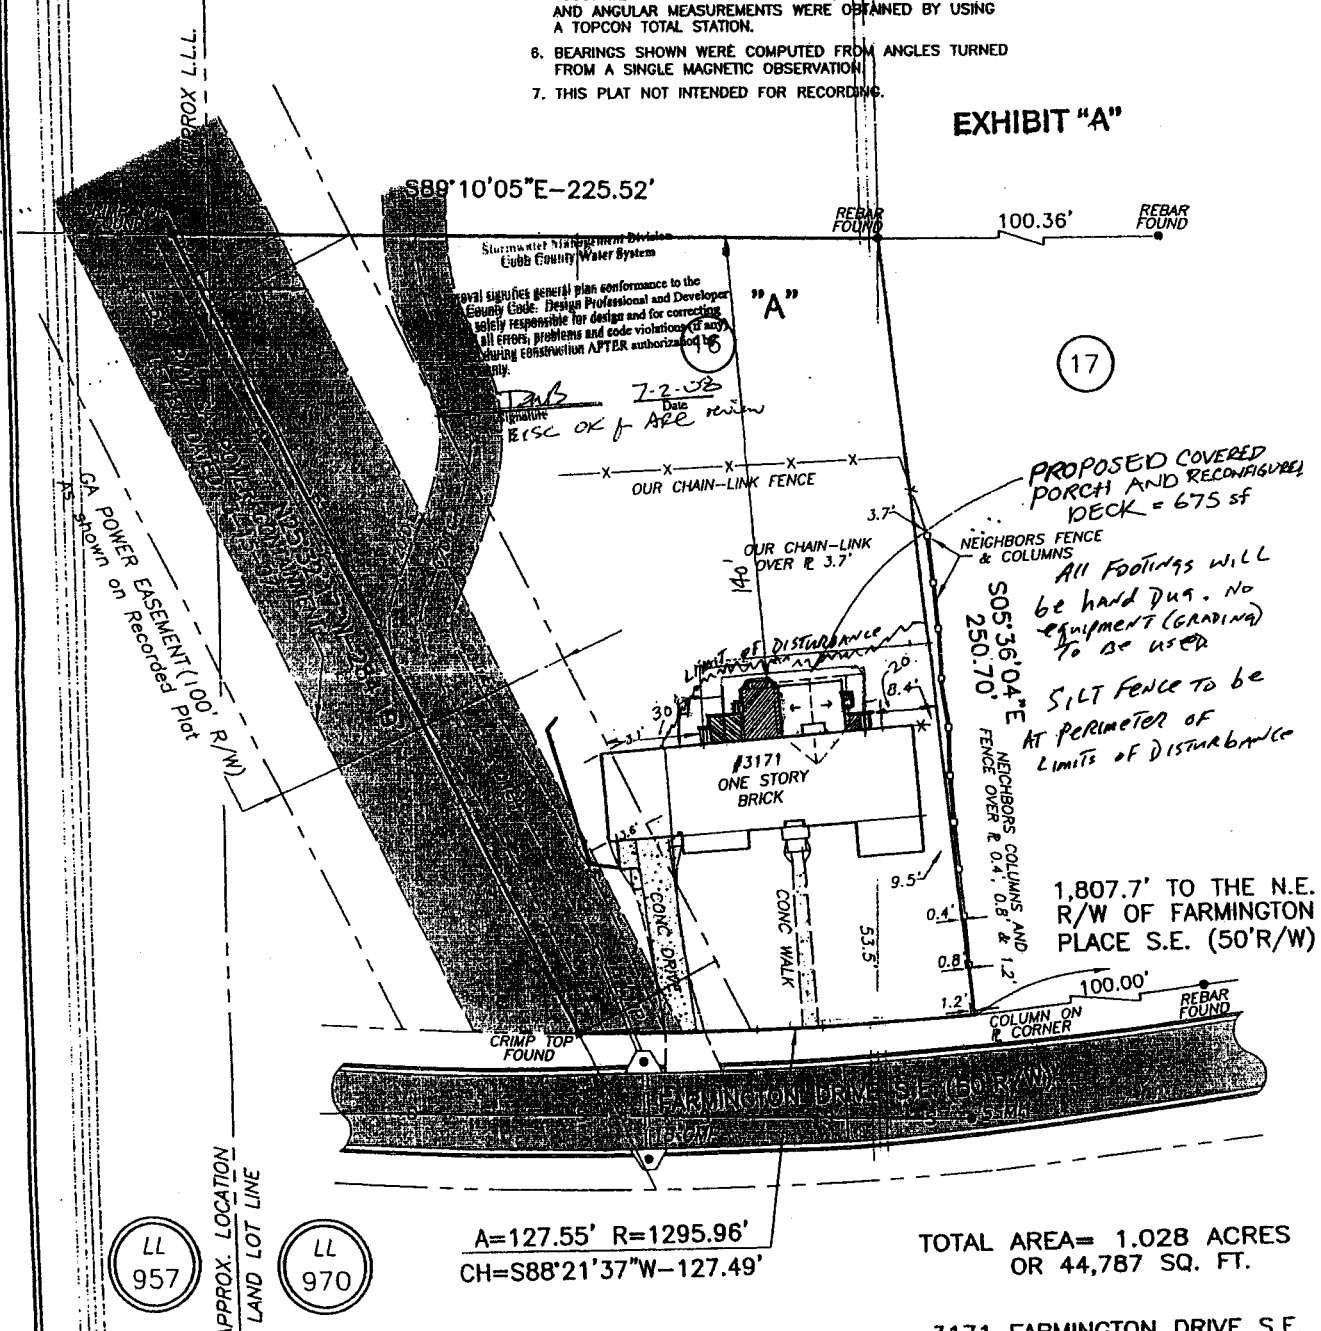 AND ANGULAR MEASUREMENTS WERE OBTAINED BY USING
A TOPCON TOTAL STATION.
6. BEARINGS SHOWN WERE COMPUTED FROM ANGLES TURNED
FROM A SINGLE MAGNETIC OBSERVATION.
7. THIS PLAT NOT INTENDED FOR RECORDING.
EXHIBIT "A"
APPROX L.L.L.
S89°10'05"E-225.52'
REBAR
FOUND
100.36'
REBAR
FOUND
Stormwater Management Division
Cobb County Water System
oval signifies general plan conformance to the
County Code. Design Professional and Developer
solely responsible for design and for correcting
all errors, problems and code violations (if any)
during construction AFTER authorization by
"A"
16
17
Signature
7-2-08
Date
E&SC OK for ARC review
OUR CHAIN-LINK FENCE
PROPOSED COVERED
PORCH AND RECONFIGURED
DECK = 675 sf
3.7'
NEIGHBORS FENCE
& COLUMNS
OUR CHAIN-LINK
OVER ℞ 3.7'
140'
All Footings will
be hand Dug. No
equipment (GRADING)
To Be used
S05°36'04"E
250.70'
SILT Fence To be
AT Perimeter of
Limits of Disturbance
GA POWER EASEMENT(100' R/W)
As shown on Recorded Plat
LIMIT of DISTURBANCE
20'
8.4'
30'
3.1'
#3171
ONE STORY
BRICK
NEIGHBORS COLUMNS AND
FENCE OVER ℞ 0.4', 0.8' & 1.2'
9.5'
CONC DRIVE
CONC WALK
53.5'
0.4'
0.8'
1.2'
1,807.7' TO THE N.E.
R/W OF FARMINGTON
PLACE S.E. (50'R/W)
100.00'
REBAR
FOUND
COLUMN ON
℞ CORNER
CRIMP TOP
FOUND
FARMINGTON DRIVE S.E. (60'R/W)
SSMH
A=127.55' R=1295.96'
CH=S88°21'37"W-127.49'
LL
957
APPROX. LOCATION
LAND LOT LINE
LL
970
TOTAL AREA= 1.028 ACRES
OR 44,787 SQ. FT.
3171 FARMINGTON DRIVE S.E.